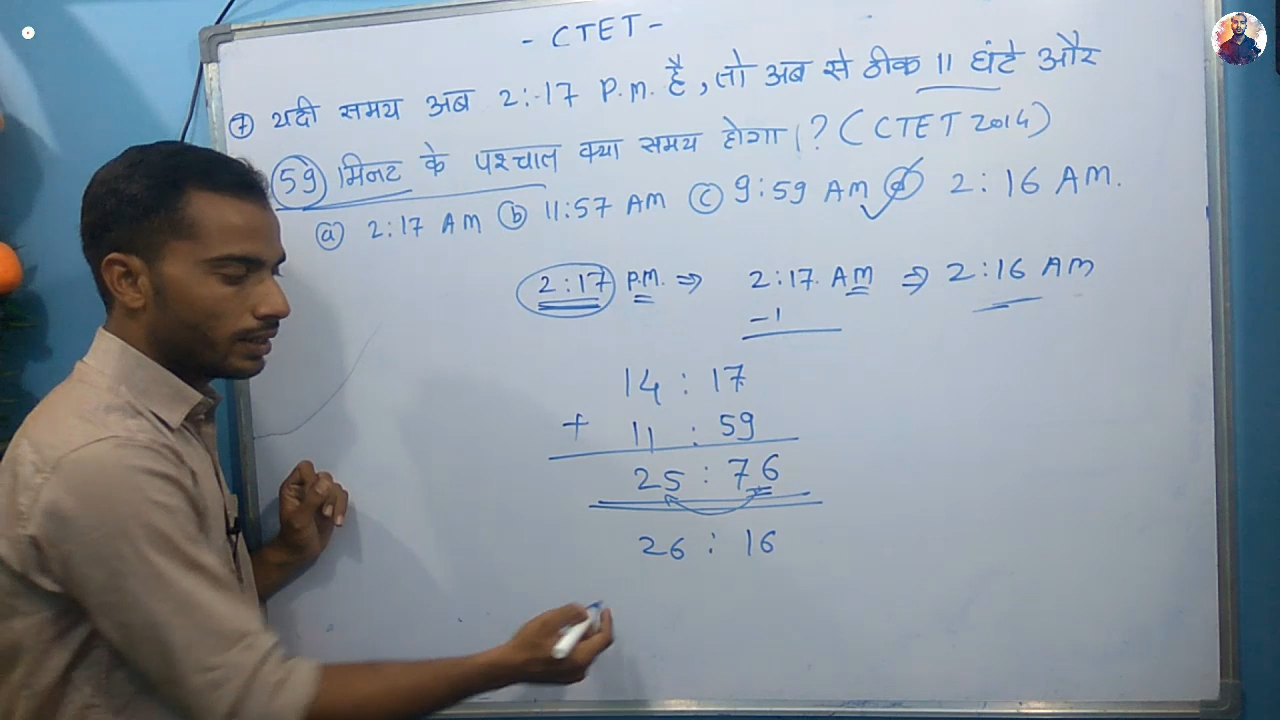 - CTET -
⑦ यदी समय अब 2:17 P.M. है, तो अब से ठीक 11 घंटे और
59 मिनट के पश्चात क्या समय होगा। ? (CTET 2014)
ⓐ 2:17 AM ⓑ 11:57 AM ⓒ 9:59 AM ⓓ 2:16 AM.
2:17 P.M. ⇒ 2:17. AM ⇒ 2:16 AM
-1
14 : 17
+ 11 : 59
25 : 76
26 : 16